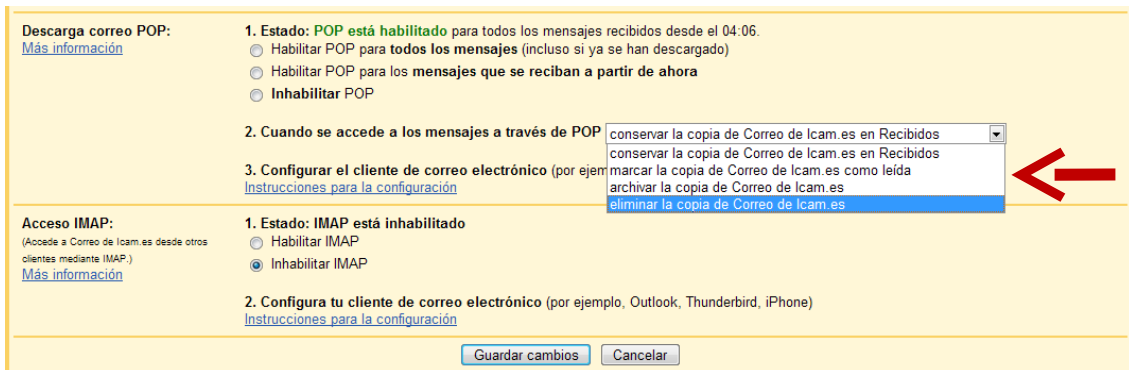 Descarga correo POP:
Más información
1. Estado: POP está habilitado para todos los mensajes recibidos desde el 04:06.
Habilitar POP para todos los mensajes (incluso si ya se han descargado)
Habilitar POP para los mensajes que se reciban a partir de ahora
Inhabilitar POP
2. Cuando se accede a los mensajes a través de POP conservar la copia de Correo de Icam.es en Recibidos
conservar la copia de Correo de Icam.es en Recibidos
marcar la copia de Correo de Icam.es como leída
archivar la copia de Correo de Icam.es
eliminar la copia de Correo de Icam.es
3. Configurar el cliente de correo electrónico (por ejem
Instrucciones para la configuración
Acceso IMAP:
(Accede a Correo de Icam.es desde otros
clientes mediante IMAP.)
Más información
1. Estado: IMAP está inhabilitado
Habilitar IMAP
Inhabilitar IMAP
2. Configura tu cliente de correo electrónico (por ejemplo, Outlook, Thunderbird, iPhone)
Instrucciones para la configuración
Guardar cambios
Cancelar